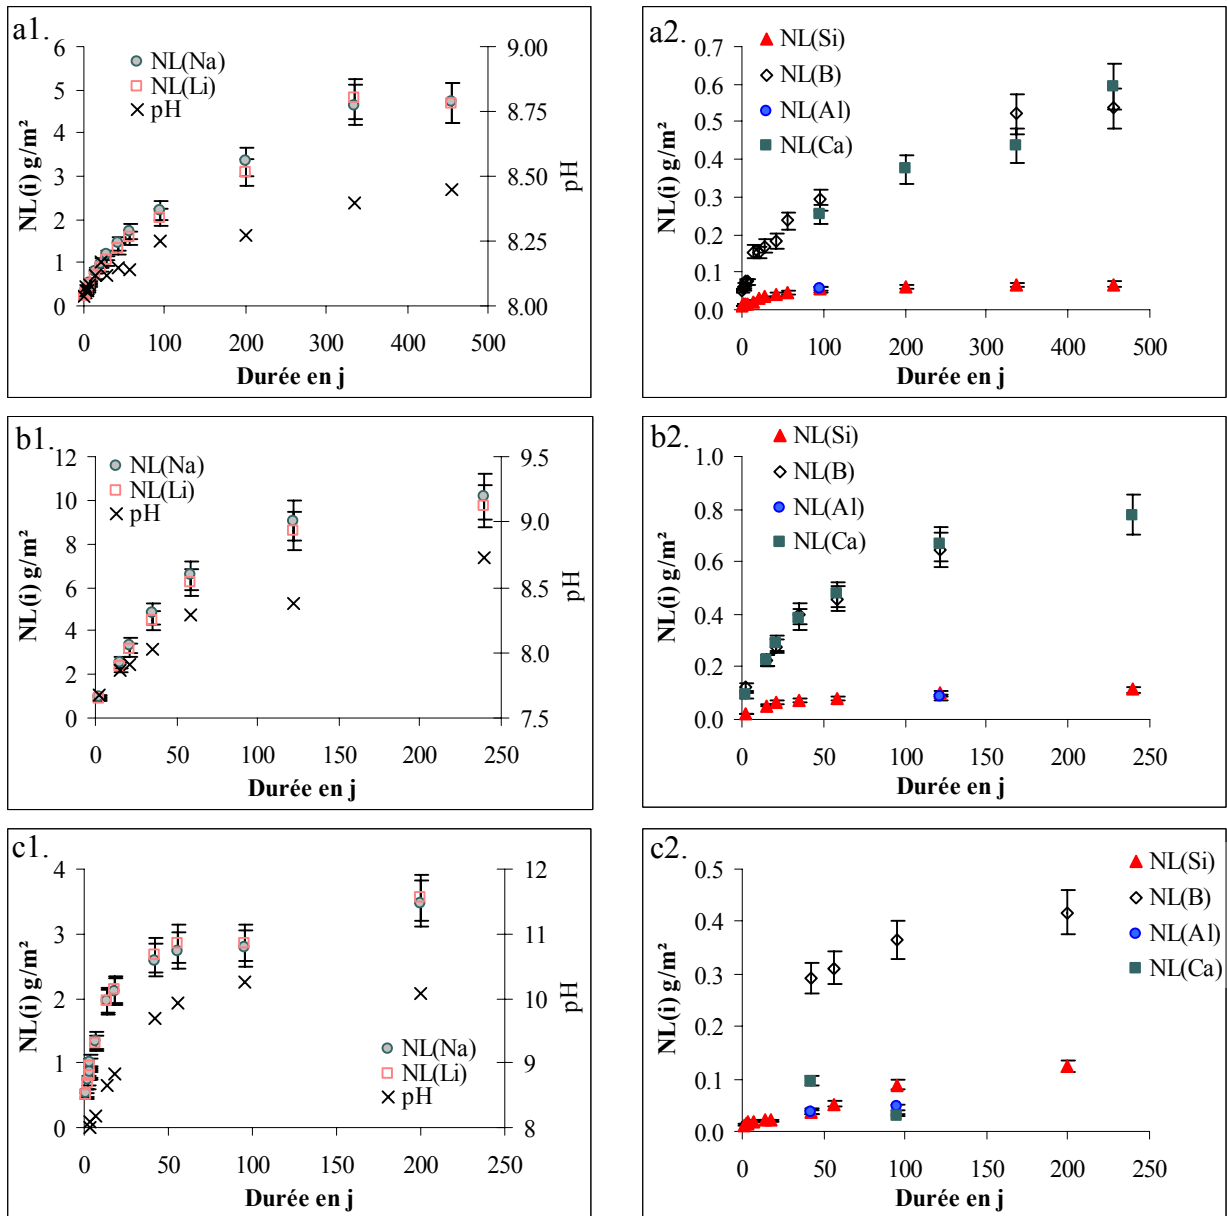 a1.
6
5
4
3
2
1
0
NL(i) g/m²
NL(Na)
NL(Li)
pH
9.00
8.75
8.50
8.25
8.00
pH
0 100 200 300 400 500
Durée en j
a2.
0.7
0.6
0.5
0.4
0.3
0.2
0.1
0.0
NL(i) g/m²
NL(Si)
NL(B)
NL(Al)
NL(Ca)
0 100 200 300 400 500
Durée en j
b1.
12
10
8
6
4
2
0
NL(i) g/m²
NL(Na)
NL(Li)
pH
9.5
9.0
8.5
8.0
7.5
pH
0 50 100 150 200 250
Durée en j
b2.
1.0
0.8
0.6
0.4
0.2
0.0
NL(i) g/m²
NL(Si)
NL(B)
NL(Al)
NL(Ca)
0 50 100 150 200 250
Durée en j
c1.
4
3
2
1
0
NL(i) g/m²
NL(Na)
NL(Li)
pH
12
11
10
9
8
pH
0 50 100 150 200 250
Durée en j
c2.
0.5
0.4
0.3
0.2
0.1
0.0
NL(i) g/m²
NL(Si)
NL(B)
NL(Al)
NL(Ca)
0 50 100 150 200 250
Durée en j